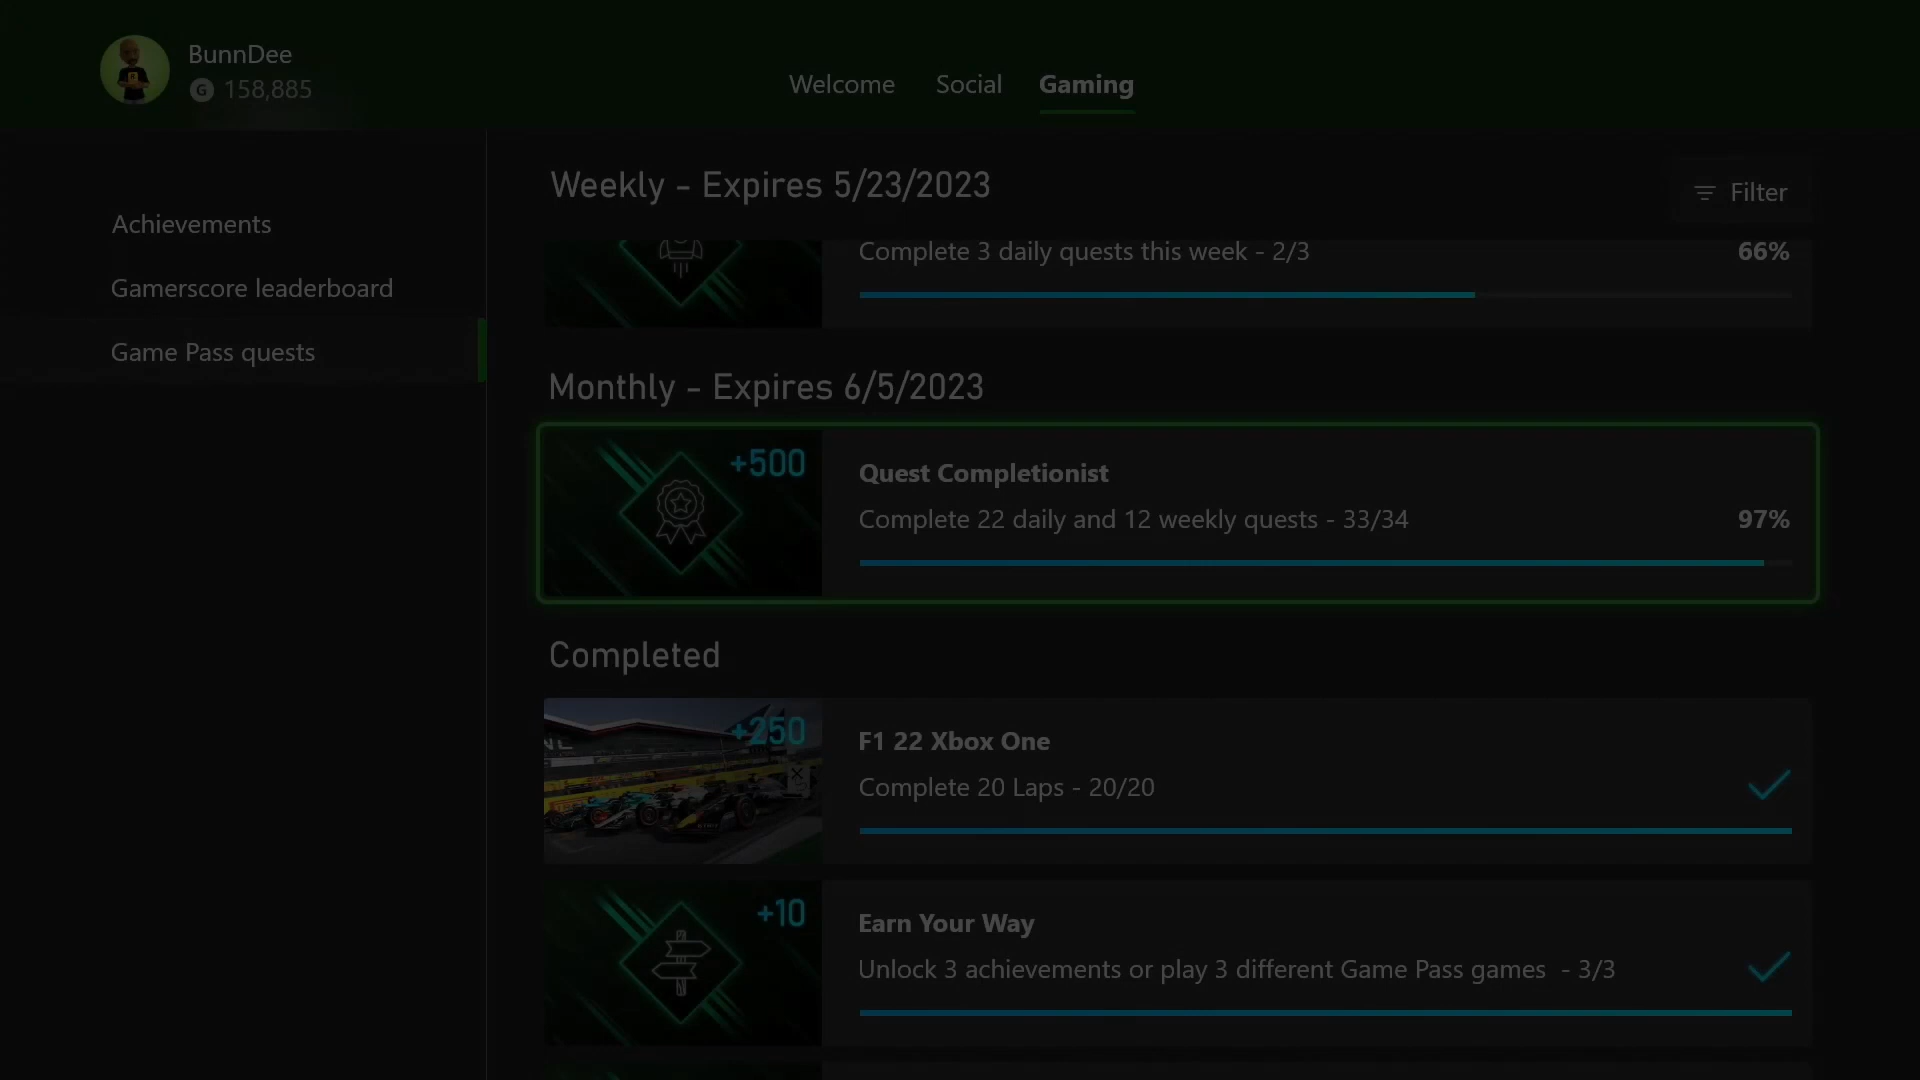 BunnDee
G 158,885
Welcome
Social
Gaming
Achievements
Gamerscore leaderboard
Game Pass quests
Weekly - Expires 5/23/2023
Filter
Complete 3 daily quests this week - 2/3
66%
Monthly - Expires 6/5/2023
+500
Quest Completionist
Complete 22 daily and 12 weekly quests - 33/34
97%
Completed
+250
F1 22 Xbox One
Complete 20 Laps - 20/20
+10
Earn Your Way
Unlock 3 achievements or play 3 different Game Pass games - 3/3